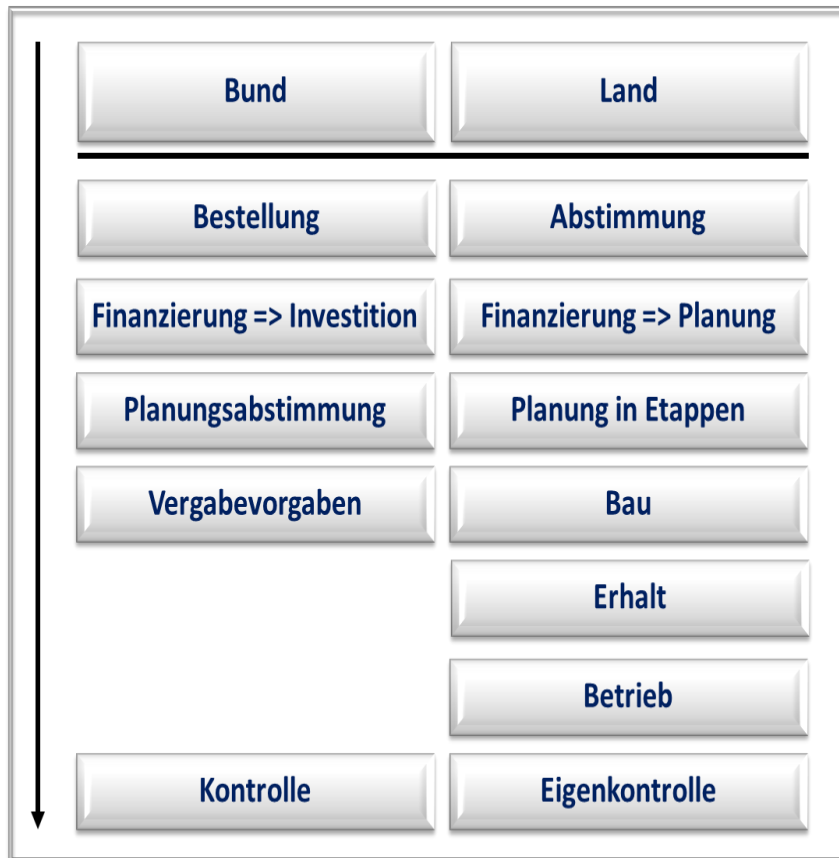 Bund
Land
Bestellung
Abstimmung
Finanzierung => Investition
Finanzierung => Planung
Planungsabstimmung
Planung in Etappen
Vergabevorgaben
Bau
Erhalt
Betrieb
Kontrolle
Eigenkontrolle